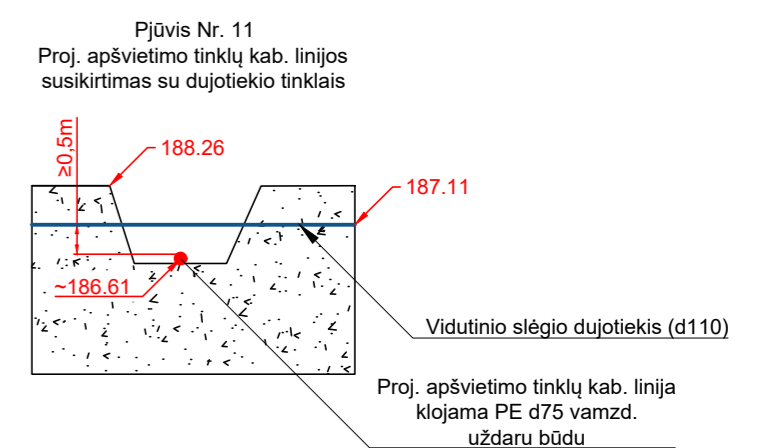 Pjūvis Nr. 11
Proj. apšvietimo tinklų kab. linijos
susikirtimas su dujotiekio tinklais
≥0,5m
188.26
187.11
~186.61
Vidutinio slėgio dujotiekis (d110)
Proj. apšvietimo tinklų kab. linija
klojama PE d75 vamzd.
uždaru būdu